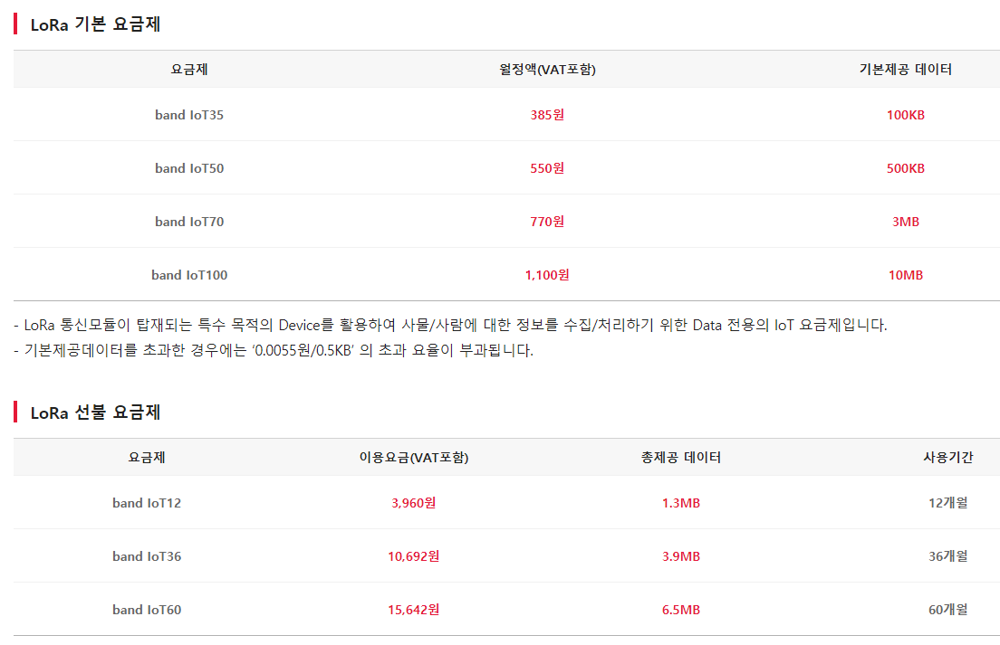 LoRa 기본 요금제
요금제 월정액(VAT포함) 기본제공 데이터
band IoT35 385원 100KB
band IoT50 550원 500KB
band IoT70 770원 3MB
band IoT100 1,100원 10MB
- LoRa 통신모듈이 탑재되는 특수 목적의 Device를 활용하여 사물/사람에 대한 정보를 수집/처리하기 위한 Data 전용의 IoT 요금제입니다.
- 기본제공데이터를 초과한 경우에는 ‘0.0055원/0.5KB’ 의 초과 요율이 부과됩니다.
LoRa 선불 요금제
요금제 이용요금(VAT포함) 총제공 데이터 사용기간
band IoT12 3,960원 1.3MB 12개월
band IoT36 10,692원 3.9MB 36개월
band IoT60 15,642원 6.5MB 60개월